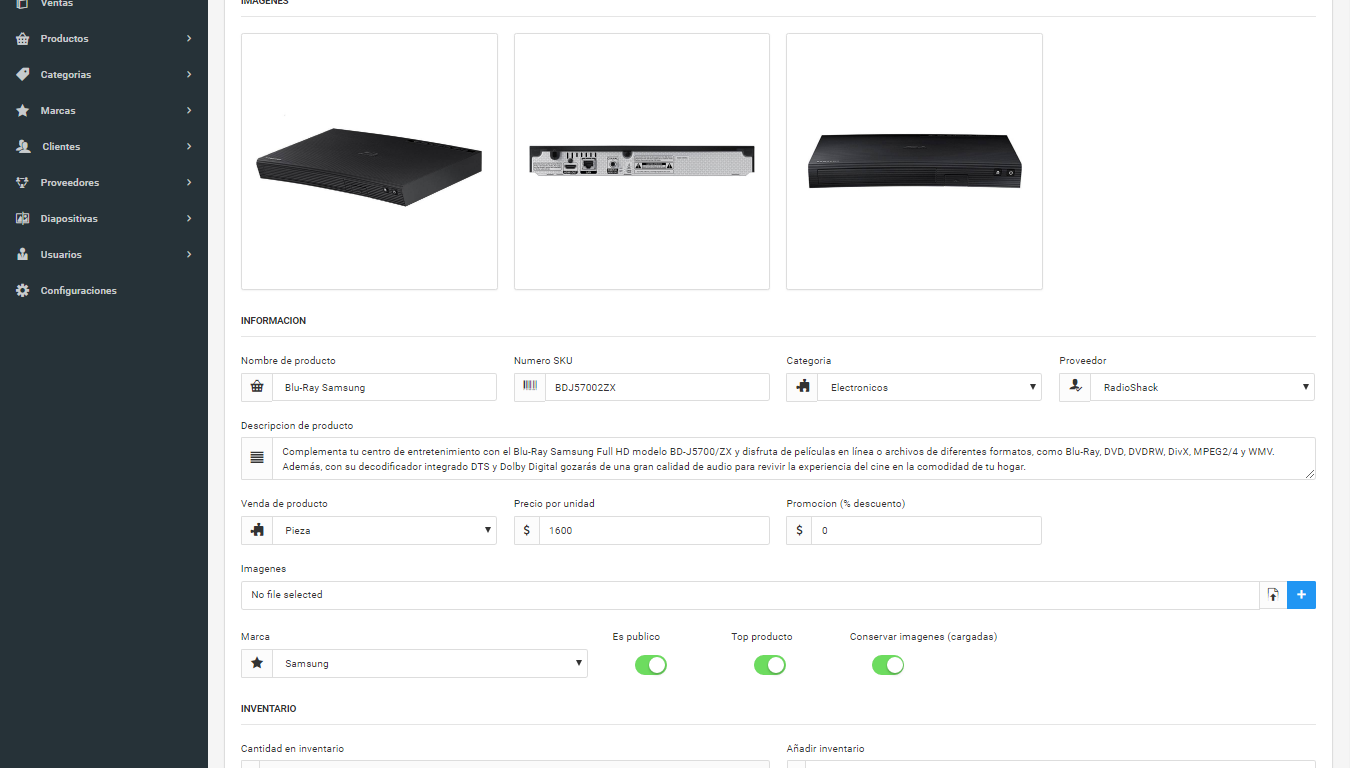 Ventas
Productos
Categorias
Marcas
Clientes
Proveedores
Diapositivas
Usuarios
Configuraciones
IMAGENES
INFORMACION
Nombre de producto
Numero SKU
Categoria
Proveedor
Blu-Ray Samsung
BDJ57002ZX
Electronicos
RadioShack
Descripcion de producto
Complementa tu centro de entretenimiento con el Blu-Ray Samsung Full HD modelo BD-J5700/ZX y disfruta de películas en línea o archivos de diferentes formatos, como Blu-Ray, DVD, DVDRW, DivX, MPEG2/4 y WMV.
Además, con su decodificador integrado DTS y Dolby Digital gozarás de una gran calidad de audio para revivir la experiencia del cine en la comodidad de tu hogar.
Venda de producto
Precio por unidad
Promocion (% descuento)
Pieza
$ 1600
$ 0
Imagenes
No file selected
+
Marca
Es publico
Top producto
Conservar imagenes (cargadas)
Samsung
INVENTARIO
Cantidad en inventario
Añadir inventario